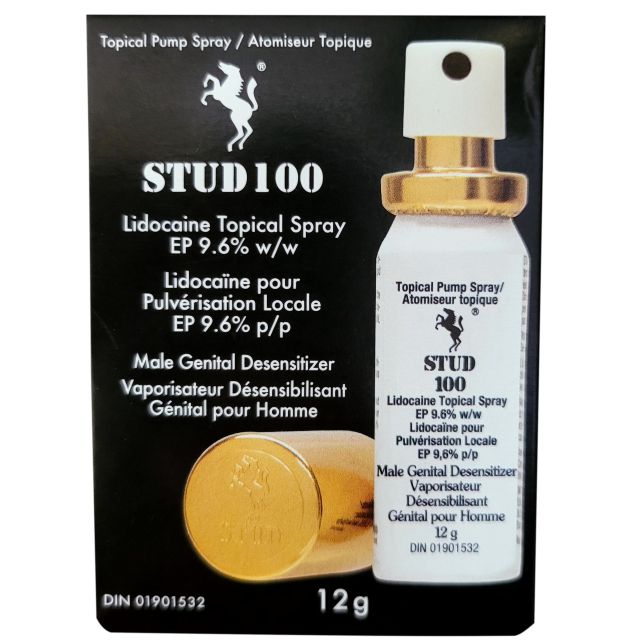 Topical Pump Spray / Atomiseur Topique
®
STUD 100
Lidocaine Topical Spray
EP 9.6% w/w
Lidocaïne pour
Pulvérisation Locale
EP 9.6% p/p
Male Genital Desensitizer
Vaporisateur Désensibilisant
Génital pour Homme
DIN 01901532
12g
Topical Pump Spray/
Atomiseur topique
®
STUD
100
Lidocaine Topical Spray
EP 9.6% w/w
Lidocaïne pour
Pulvérisation Locale
EP 9,6% p/p
Male Genital Desensitizer
Vaporisateur
Désensibilisant
Génital pour Homme
12 g
DIN 01901532